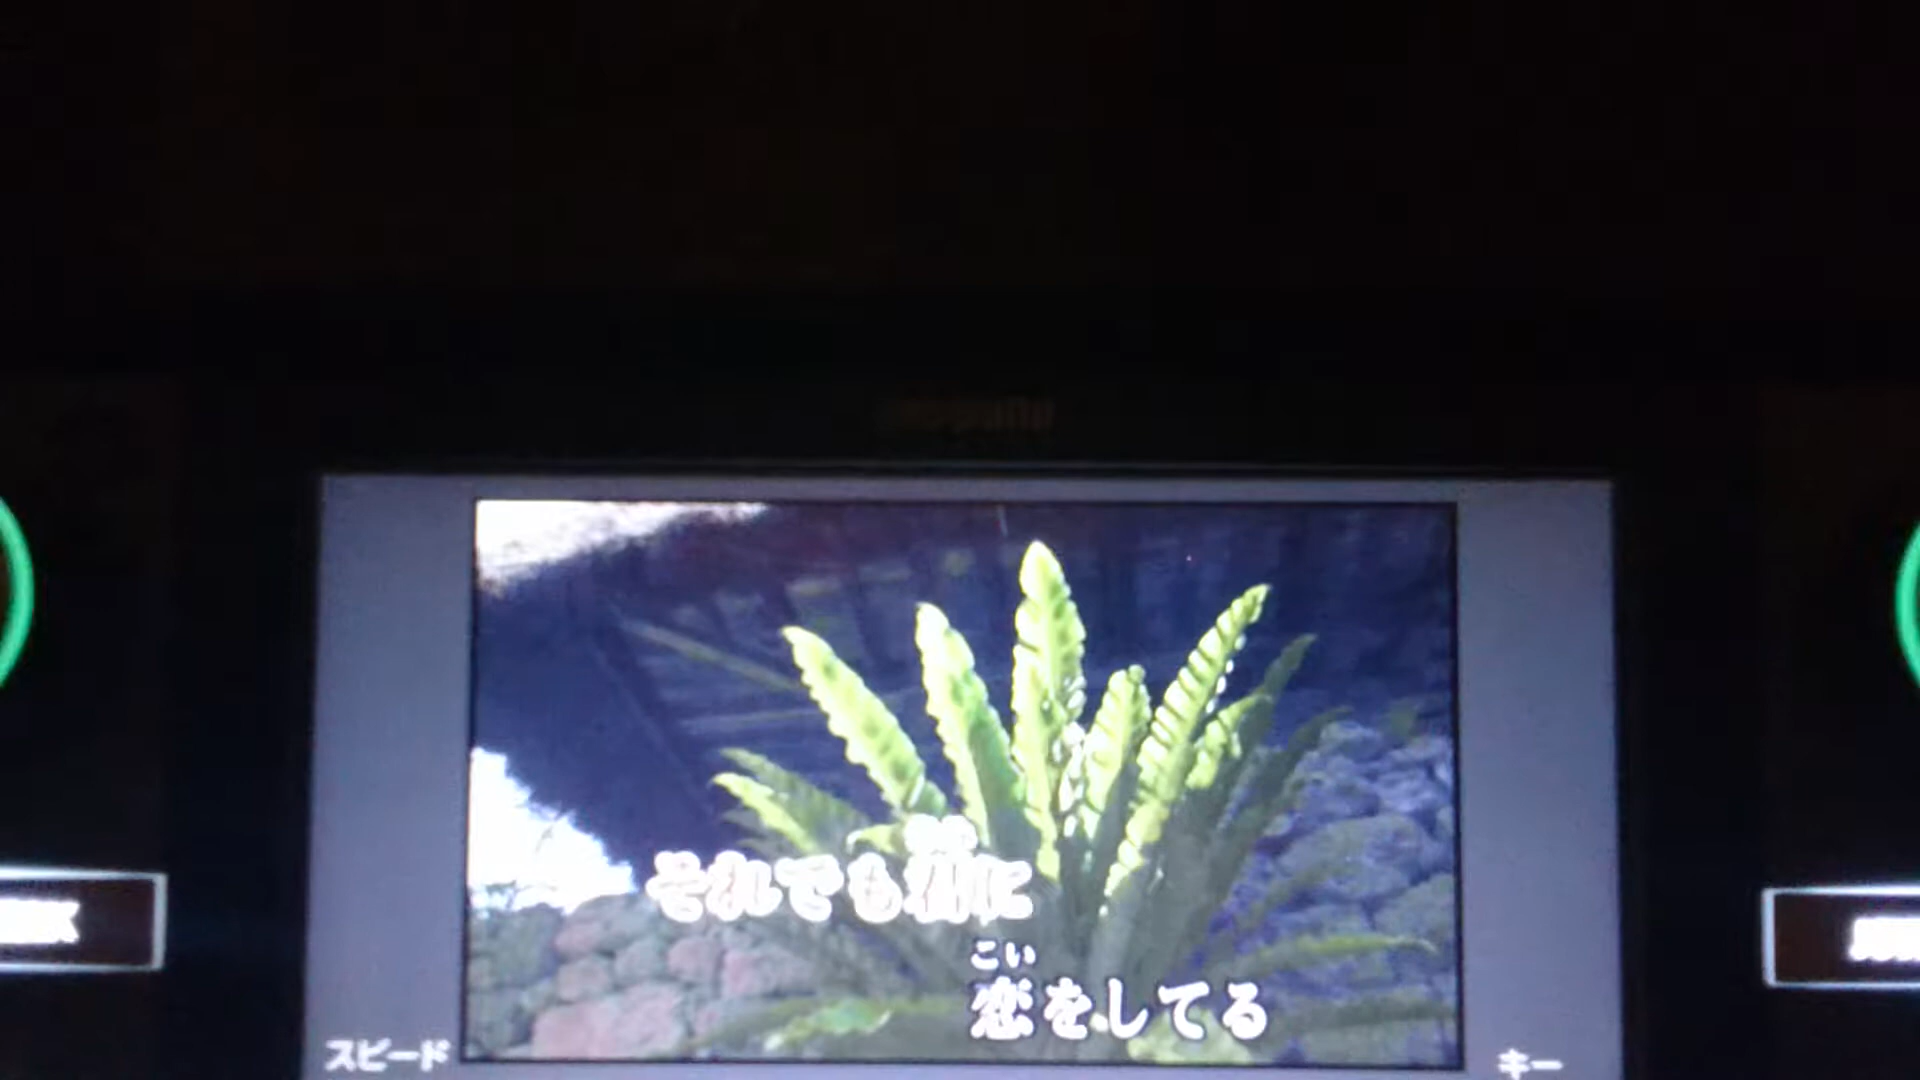 それでも君に
こい
恋をしてる
スピード
キー